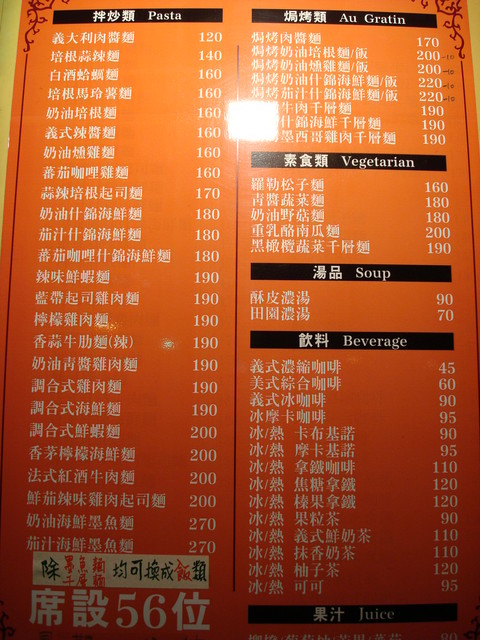 拌炒類 Pasta
義大利肉醬麵 120
培根蒜辣麵 140
白酒蛤蜊麵 160
培根馬玲薯麵 160
奶油培根麵 160
義式辣醬麵 160
奶油燻雞麵 160
蕃茄咖哩雞麵 160
蒜辣培根起司麵 170
奶油什錦海鮮麵 180
茄汁什錦海鮮麵 180
蕃茄咖哩什錦海鮮麵 180
辣味鮮蝦麵 190
藍帶起司雞肉麵 190
檸檬雞肉麵 190
香蒜牛肋麵(辣) 190
奶油青醬雞肉麵 190
調合式雞肉麵 190
調合式海鮮麵 190
調合式鮮蝦麵 200
香茅檸檬海鮮麵 200
法式紅酒牛肉麵 200
鮮茄辣味雞肉起司麵 200
奶油海鮮墨魚麵 270
茄汁海鮮墨魚麵 270
除 墨魚麵 千層麵 均可換成飯類
席設56位
焗烤類 Au Gratin
焗烤肉醬麵 170
焗烤奶油培根麵/飯 200
焗烤奶油燻雞麵/飯 200
焗烤奶油什錦海鮮麵/飯 220
焗烤茄汁什錦海鮮麵/飯 220
牛肉千層麵 190
什錦海鮮千層麵 190
墨西哥雞肉千層麵 190
素食類 Vegetarian
羅勒松子麵 160
青醬蔬菜麵 180
奶油野菇麵 180
重乳酪南瓜麵 200
黑橄欖蔬菜千層麵 190
湯品 Soup
酥皮濃湯 90
田園濃湯 70
飲料 Beverage
義式濃縮咖啡 45
美式綜合咖啡 60
義式冰咖啡 90
冰摩卡咖啡 95
冰/熱 卡布基諾 90
冰/熱 摩卡基諾 95
冰/熱 拿鐵咖啡 110
冰/熱 焦糖拿鐵 120
冰/熱 榛果拿鐵 120
冰/熱 果粒茶 90
冰/熱 義式鮮奶茶 110
冰/熱 抹香奶茶 110
冰/熱 柚子茶 120
冰/熱 可可 95
果汁 Juice